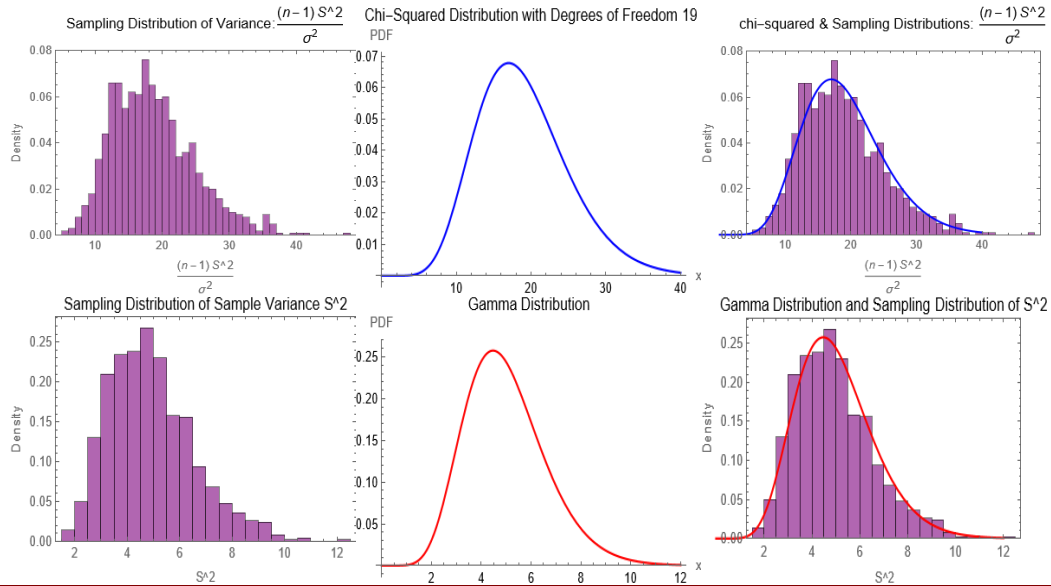 Sampling Distribution of Variance: (n−1) S^2 / σ^2
Density
0.08
0.06
0.04
0.02
0.00
10 20 30 40
(n−1) S^2
σ^2
Chi-Squared Distribution with Degrees of Freedom 19
PDF
0.07
0.06
0.05
0.04
0.03
0.02
0.01
10 20 30 40
x
chi-squared & Sampling Distributions: (n−1) S^2 / σ^2
Density
0.08
0.06
0.04
0.02
0.00
10 20 30 40
(n−1) S^2
σ^2
Sampling Distribution of Sample Variance S^2
Density
0.25
0.20
0.15
0.10
0.05
0.00
2 4 6 8 10 12
S^2
Gamma Distribution
PDF
0.25
0.20
0.15
0.10
0.05
2 4 6 8 10 12
x
Gamma Distribution and Sampling Distribution of S^2
Density
0.25
0.20
0.15
0.10
0.05
0.00
2 4 6 8 10 12
S^2